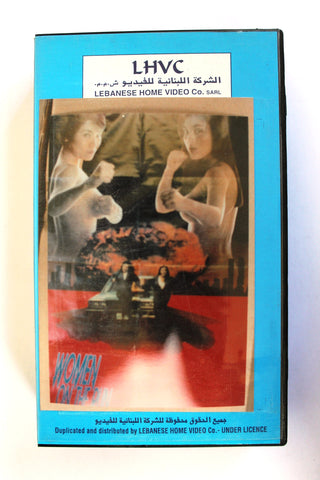 LHVC
الشركة اللبنانية للفيديو ش.م.م.
LEBANESE HOME VIDEO Co. SARL
WOMEN
ON
جميع الحقوق محفوظة للشركة اللبنانية للفيديو
Duplicated and distributed by LEBANESE HOME VIDEO Co.- UNDER LICENCE